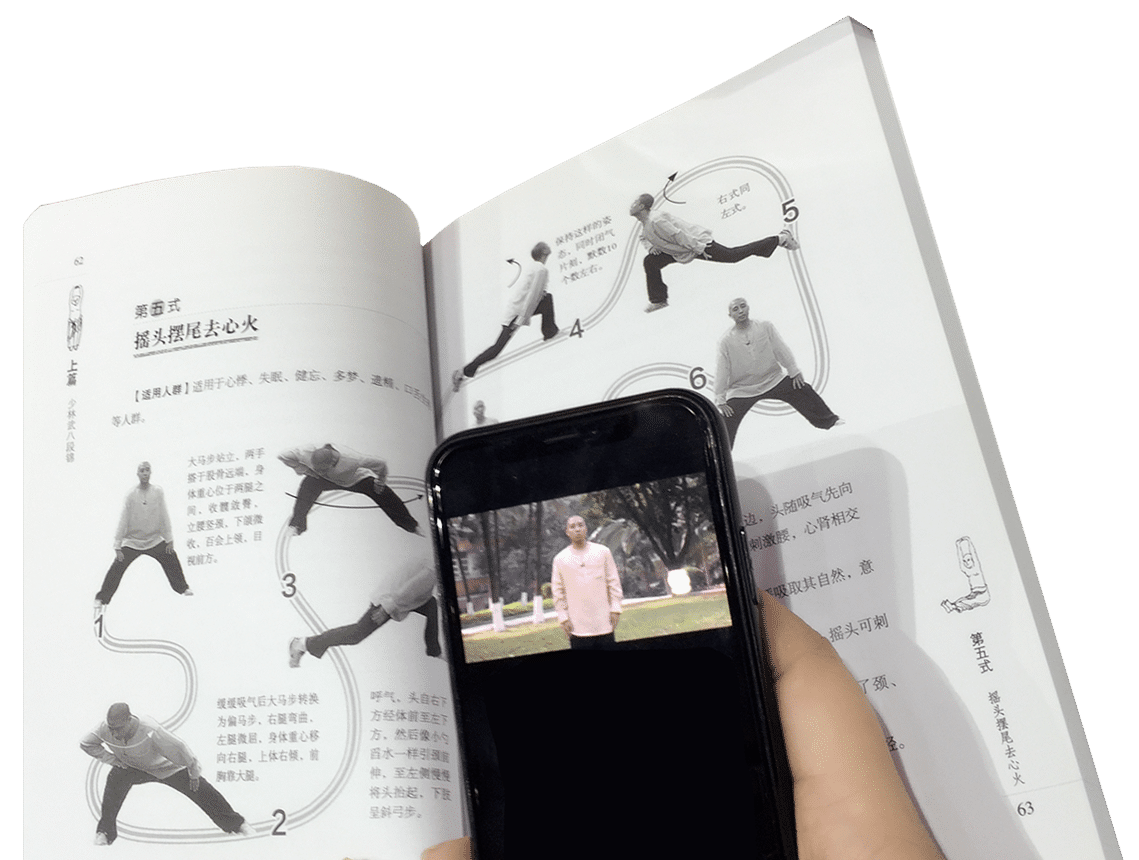 62
上篇
少林武八段锦
第五式
摇头摆尾去心火
【适用人群】适用于心悸、失眠、健忘、多梦、遗精、口舌
等人群。
大马步站立、两手
搭于股骨远端、身
体重心位于两腿之
间、收髋敛臀、
立腰竖颈、下颌微
收、百会上领、目
视前方。
1
缓缓吸气后大马步转换
为偏马步、右腿弯曲、
左腿微屈、身体重心移
向右腿、上体右倾、前
胸靠大腿。
2
3
呼气、头自右下
方经体前至左下
方、然后像小勺
舀水一样引颈前
伸、至左侧慢慢
将头抬起、下肢
呈斜弓步。
保持这样的姿
态，同时闭气
片刻，默数10
个数左右。
4
右式同
左式。
5
6
边，头随吸气先向
刺激腰，心肾相交
呼吸取其自然，意
摇头可刺
了颈、
径。
第五式
摇头摆尾去心火
63